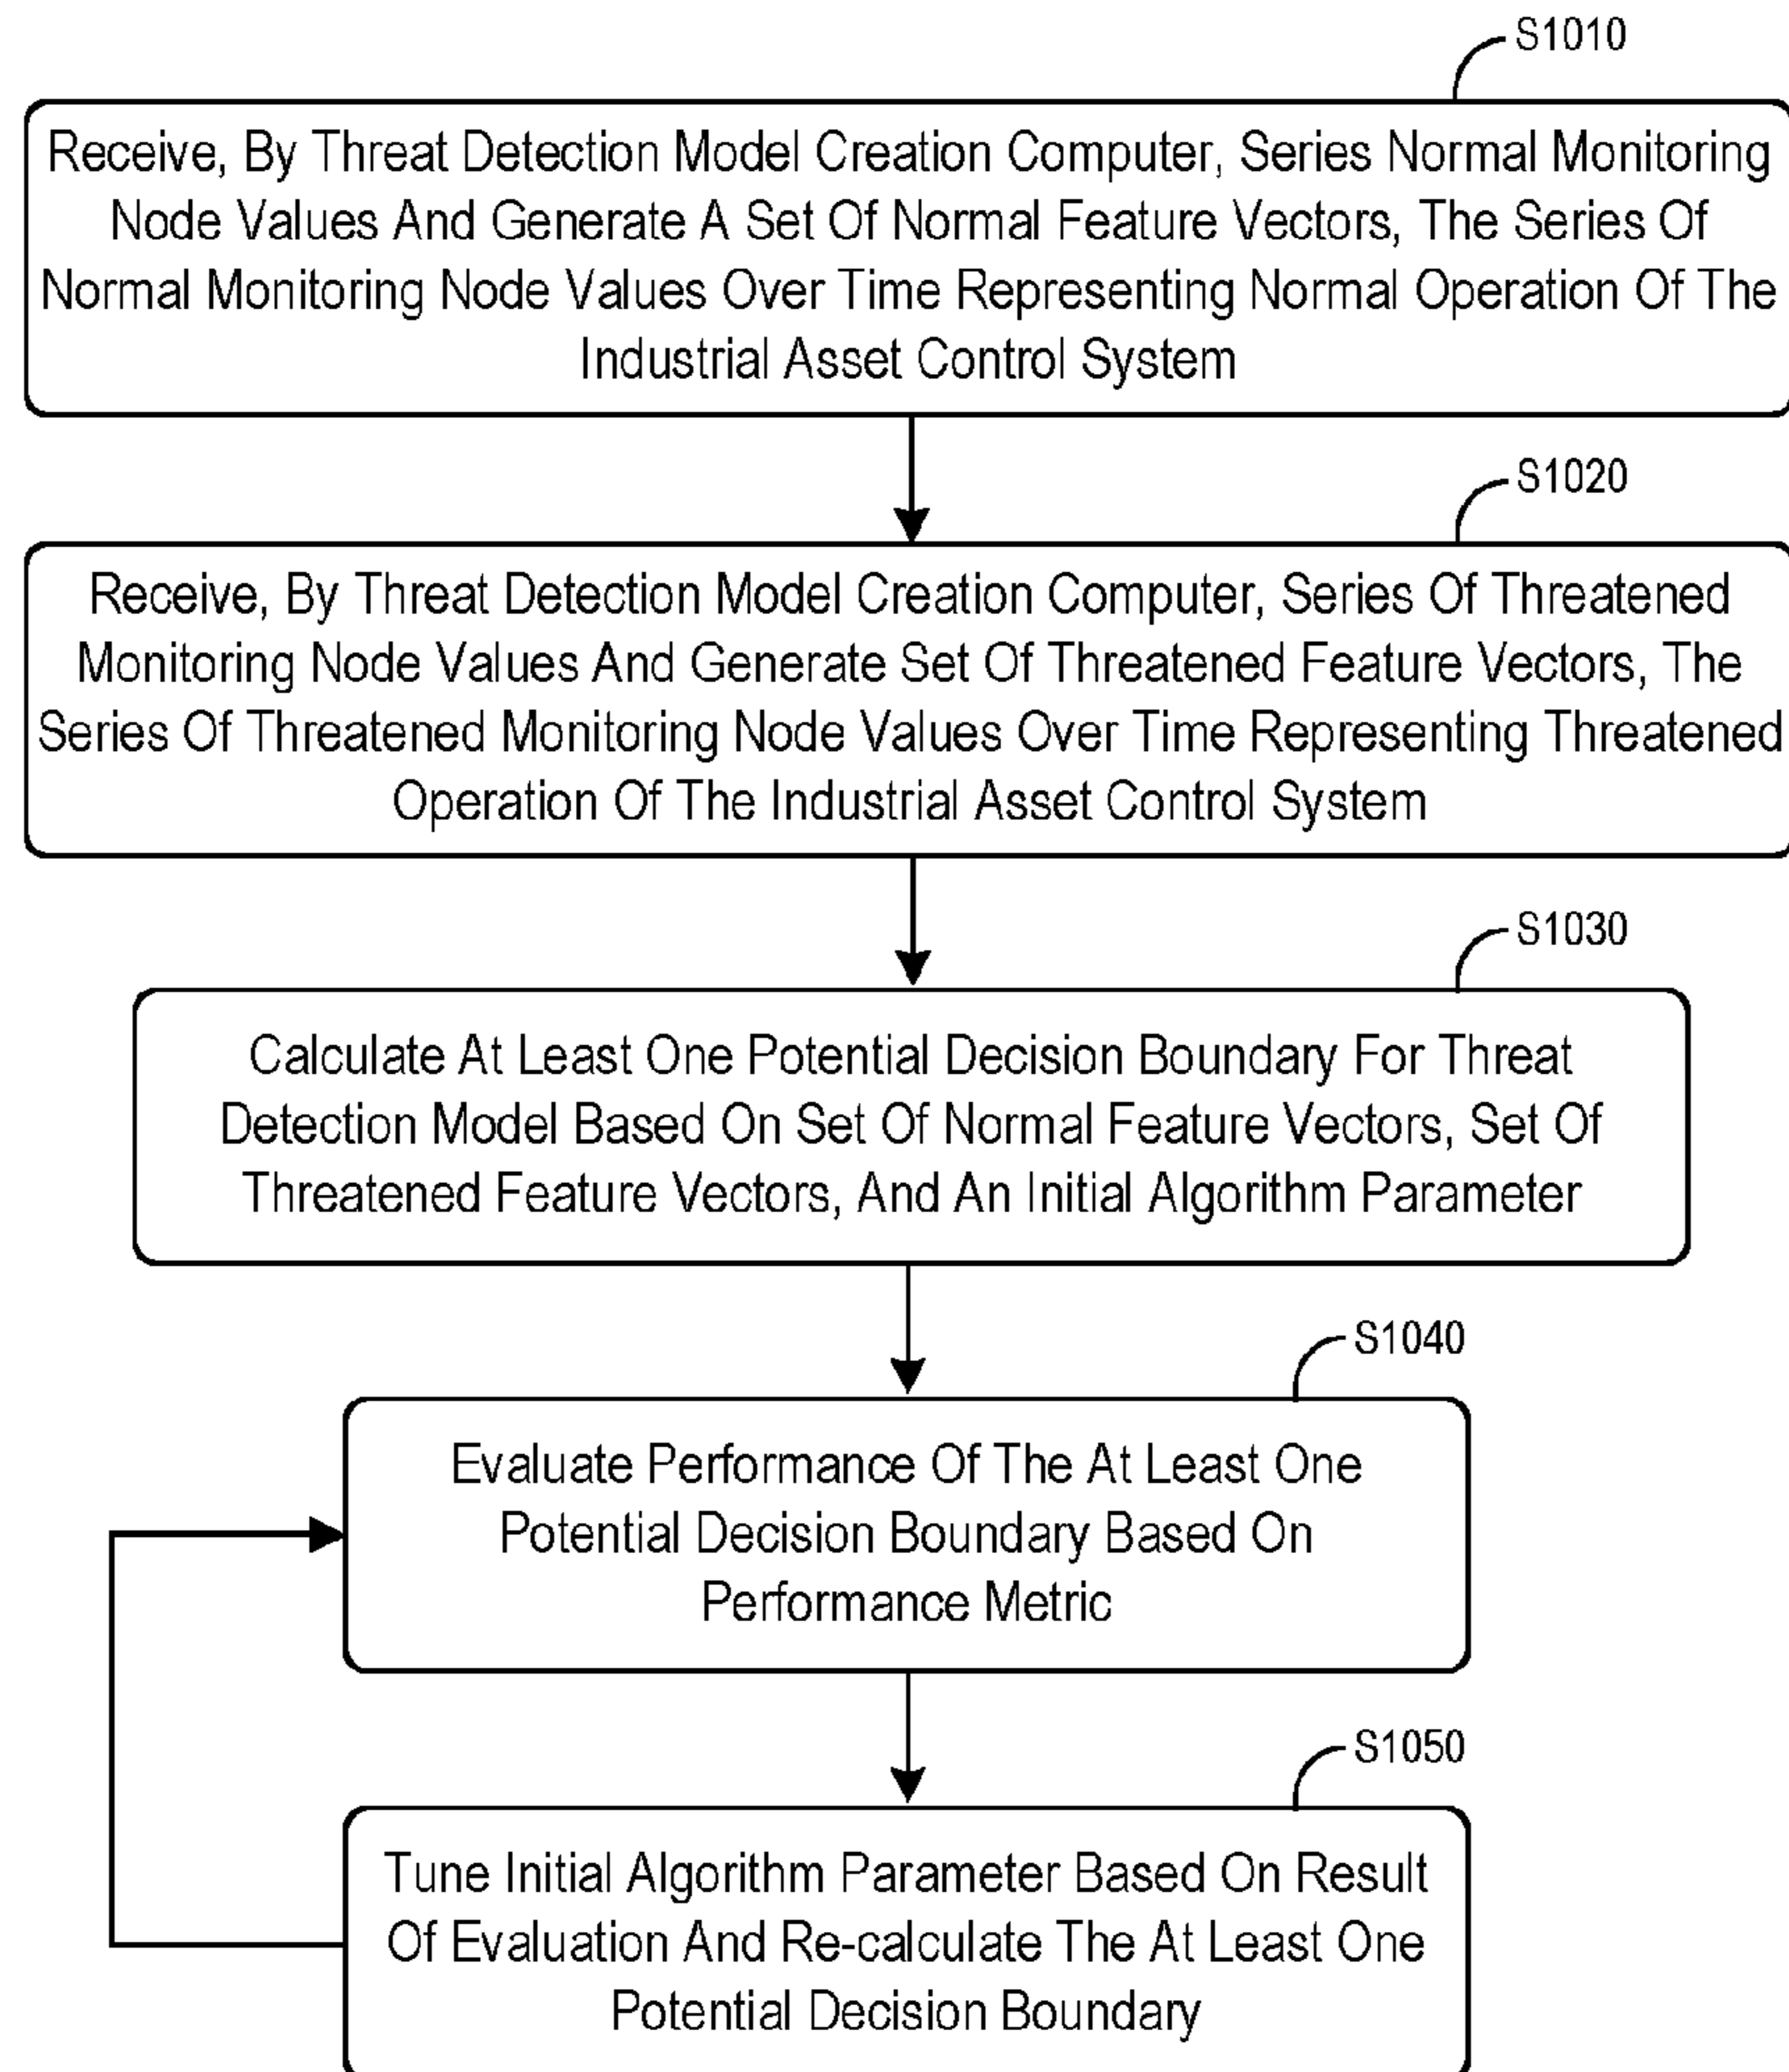 S1010
Receive, By Threat Detection Model Creation Computer, Series Normal Monitoring
Node Values And Generate A Set Of Normal Feature Vectors, The Series Of
Normal Monitoring Node Values Over Time Representing Normal Operation Of The
Industrial Asset Control System
S1020
Receive, By Threat Detection Model Creation Computer, Series Of Threatened
Monitoring Node Values And Generate Set Of Threatened Feature Vectors, The
Series Of Threatened Monitoring Node Values Over Time Representing Threatened
Operation Of The Industrial Asset Control System
S1030
Calculate At Least One Potential Decision Boundary For Threat
Detection Model Based On Set Of Normal Feature Vectors, Set Of
Threatened Feature Vectors, And An Initial Algorithm Parameter
S1040
Evaluate Performance Of The At Least One
Potential Decision Boundary Based On
Performance Metric
S1050
Tune Initial Algorithm Parameter Based On Result
Of Evaluation And Re-calculate The At Least One
Potential Decision Boundary